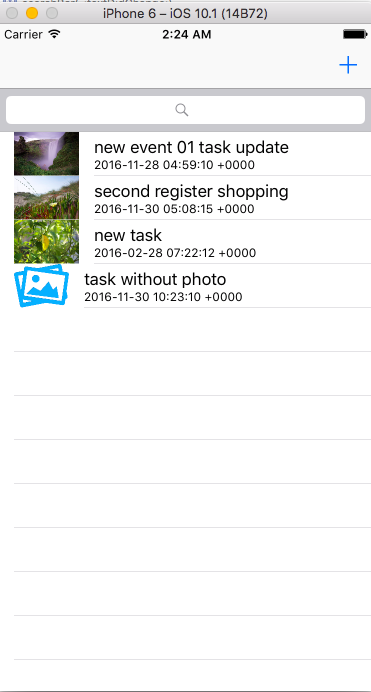 iPhone 6 – iOS 10.1 (14B72)
Carrier 2:24 AM
+
new event 01 task update
2016-11-28 04:59:10 +0000
second register shopping
2016-11-30 05:08:15 +0000
new task
2016-02-28 07:22:12 +0000
task without photo
2016-11-30 10:23:10 +0000